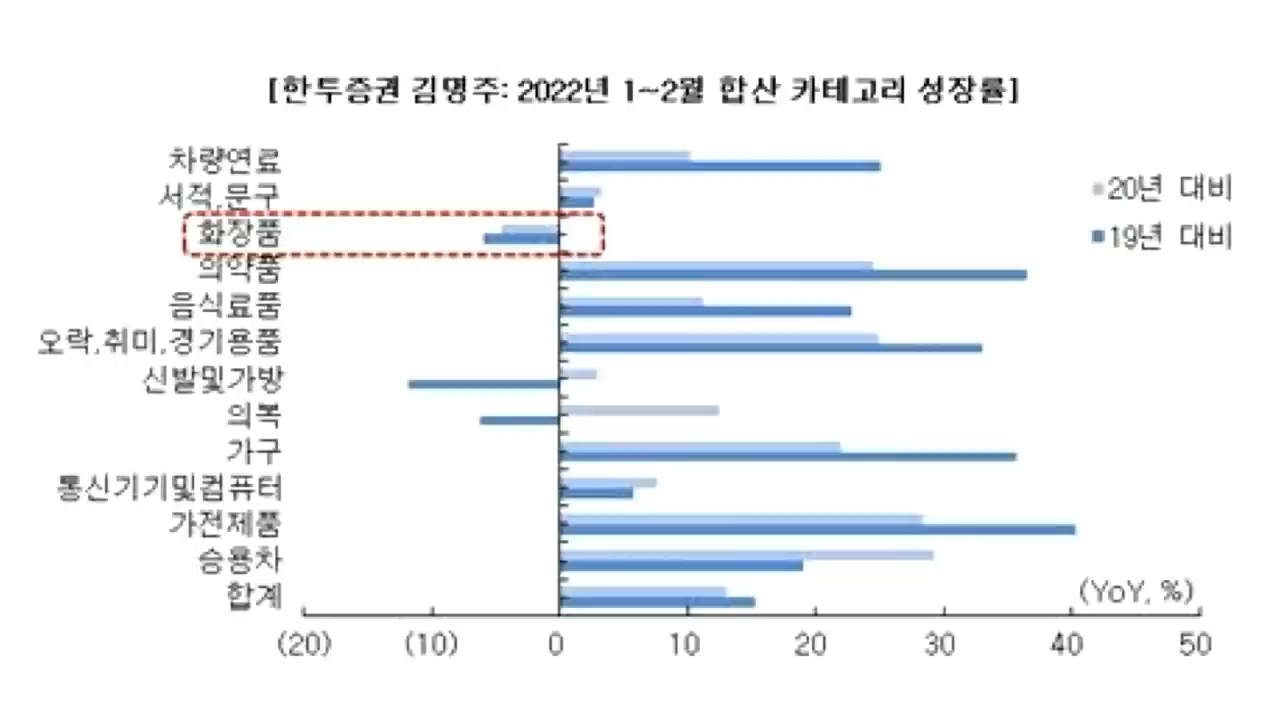 [한투증권 김명주: 2022년 1~2월 합산 카테고리 성장률]
차량연료
서적,문구
화장품
의약품
음식료품
오락,취미,경기용품
신발및가방
의복
가구
통신기기및컴퓨터
가전제품
승용차
합계
20년 대비
19년 대비
(YoY, %)
(20) (10) 0 10 20 30 40 50